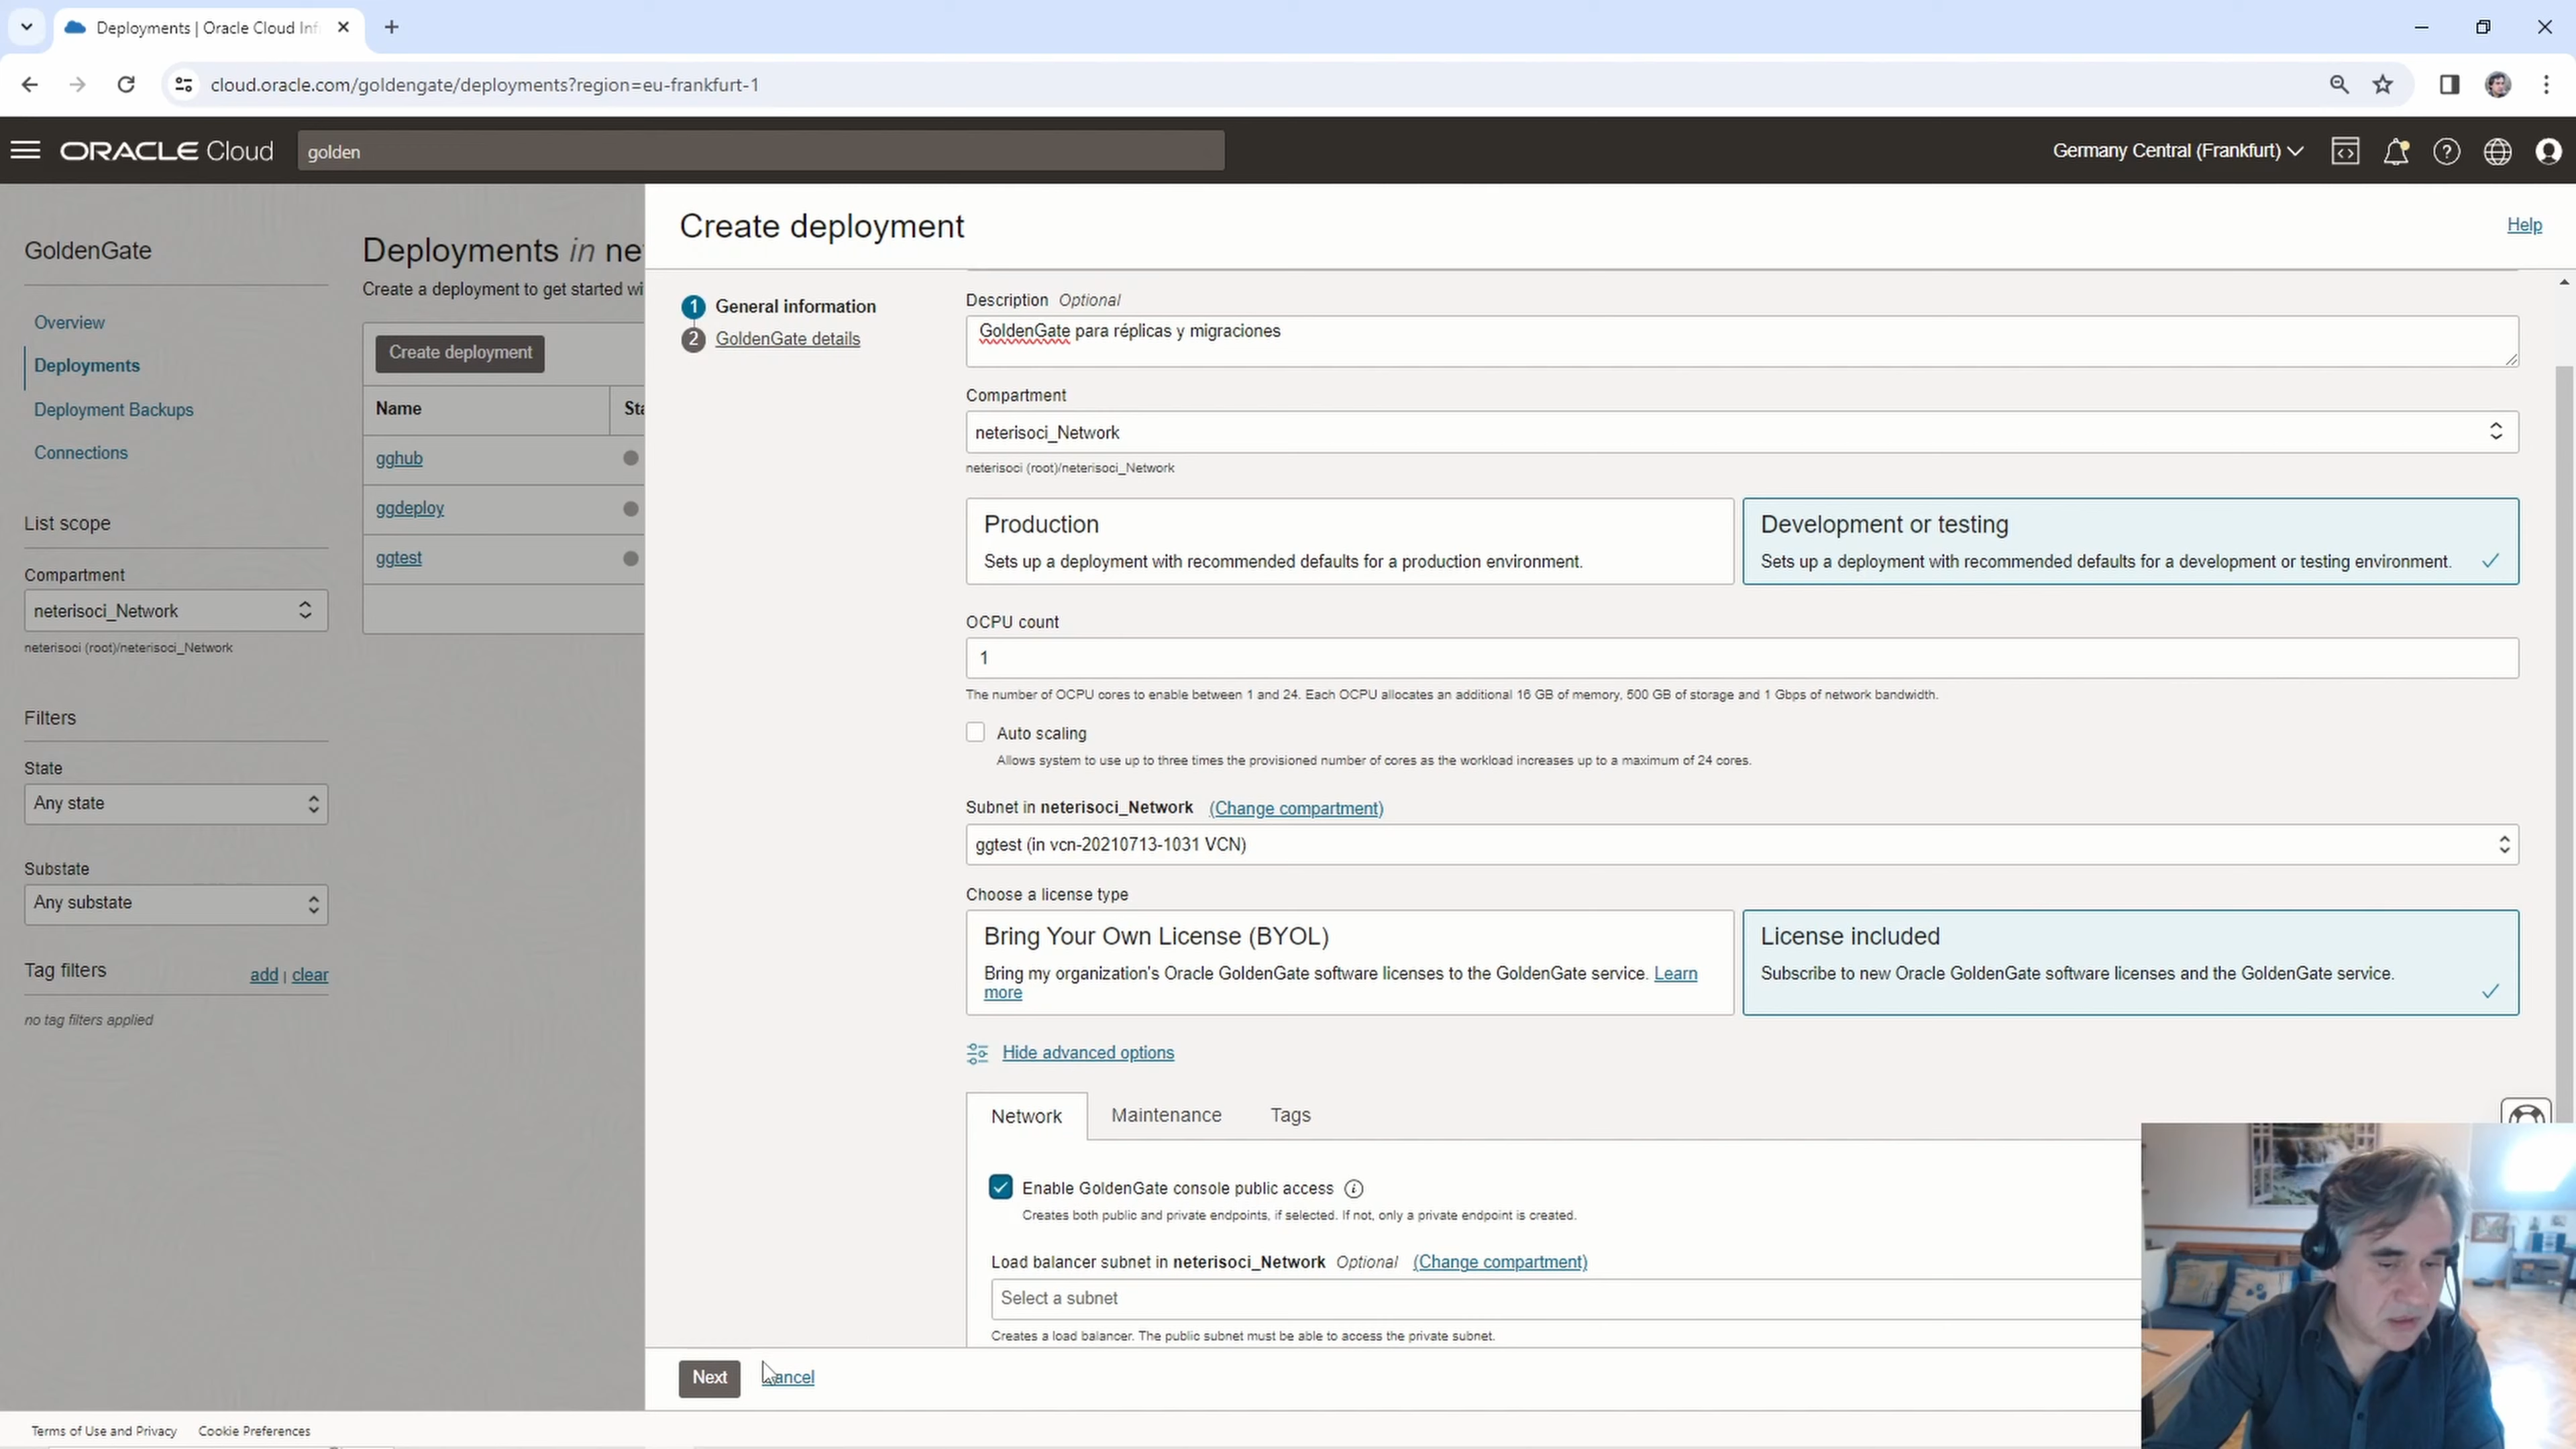 Deployments | Oracle Cloud Inf
cloud.oracle.com/goldengate/deployments?region=eu-frankfurt-1
ORACLE Cloud
golden
Germany Central (Frankfurt)
GoldenGate
Overview
Deployments
Deployment Backups
Connections
List scope
Compartment
neterisoci_Network
neterisoci (root)/neterisoci_Network
Filters
State
Any state
Substate
Any substate
Tag filters
add | clear
no tag filters applied
Deployments in ne
Create a deployment to get started wi
Create deployment
Name
Sta
gghub
ggdeploy
ggtest
Create deployment
Help
1 General information
2 GoldenGate details
Description Optional
GoldenGate para réplicas y migraciones
Compartment
neterisoci_Network
neterisoci (root)/neterisoci_Network
Production
Sets up a deployment with recommended defaults for a production environment.
Development or testing
Sets up a deployment with recommended defaults for a development or testing environment.
OCPU count
1
The number of OCPU cores to enable between 1 and 24. Each OCPU allocates an additional 16 GB of memory, 500 GB of storage and 1 Gbps of network bandwidth.
Auto scaling
Allows system to use up to three times the provisioned number of cores as the workload increases up to a maximum of 24 cores.
Subnet in neterisoci_Network (Change compartment)
ggtest (in vcn-20210713-1031 VCN)
Choose a license type
Bring Your Own License (BYOL)
Bring my organization's Oracle GoldenGate software licenses to the GoldenGate service. Learn
more
License included
Subscribe to new Oracle GoldenGate software licenses and the GoldenGate service.
Hide advanced options
Network
Maintenance
Tags
Enable GoldenGate console public access
Creates both public and private endpoints, if selected. If not, only a private endpoint is created.
Load balancer subnet in neterisoci_Network Optional (Change compartment)
Select a subnet
Creates a load balancer. The public subnet must be able to access the private subnet.
Next
Cancel
Terms of Use and Privacy
Cookie Preferences